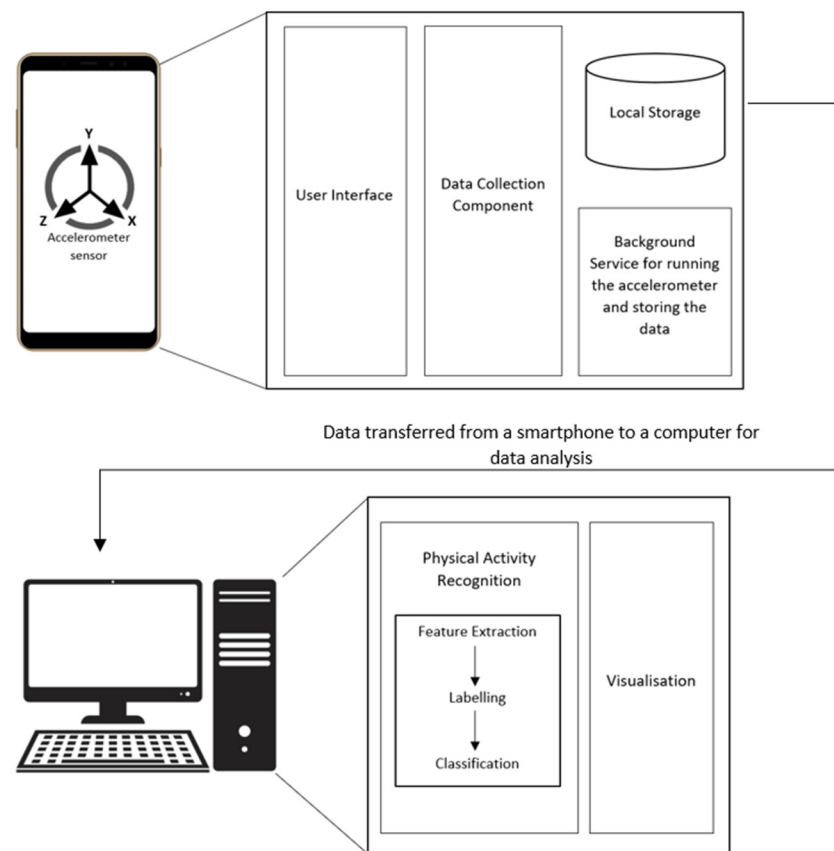 Y
Z
X
Accelerometer
sensor
User Interface
Data Collection
Component
Local Storage
Background
Service for running
the accelerometer
and storing the
data
Data transferred from a smartphone to a computer for
data analysis
Physical Activity
Recognition
Feature Extraction
Labelling
Classification
Visualisation